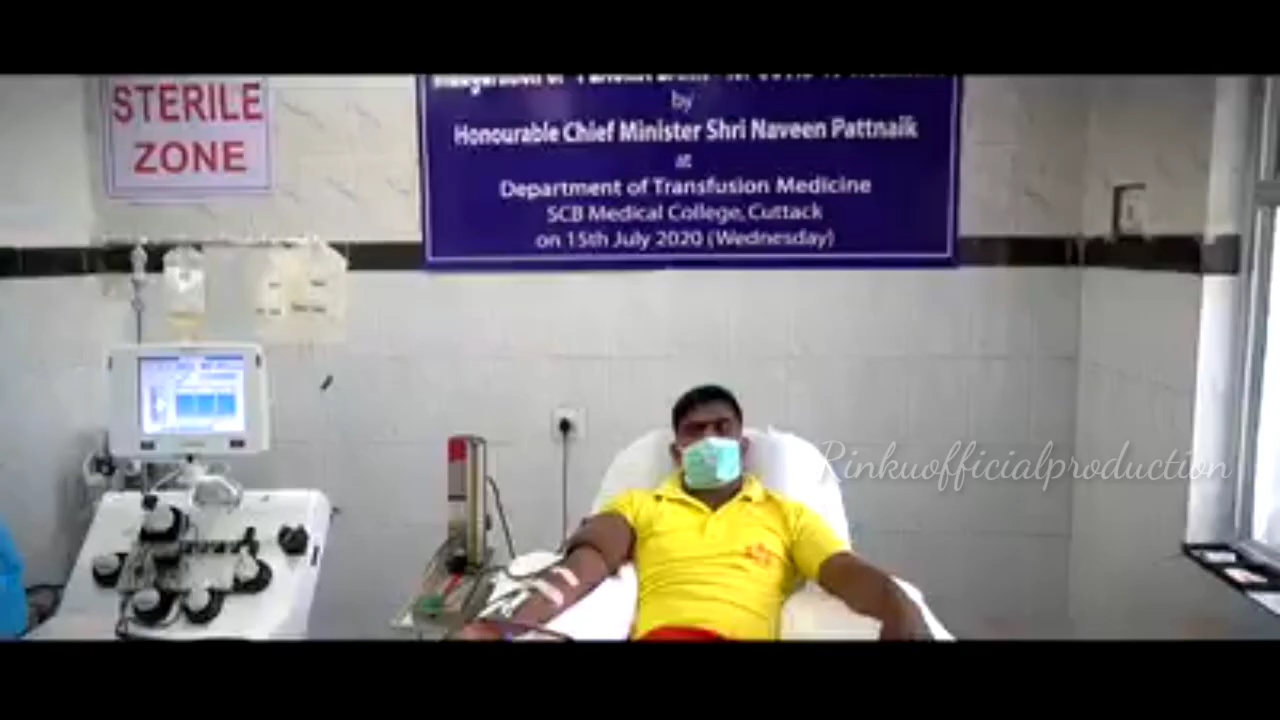 STERILE
ZONE
by
Honourable Chief Minister Shri Naveen Pattnaik
at
Department of Transfusion Medicine
SCB Medical College, Cuttack
on 15th July 2020 (Wednesday)
Rinkuofficialproduction